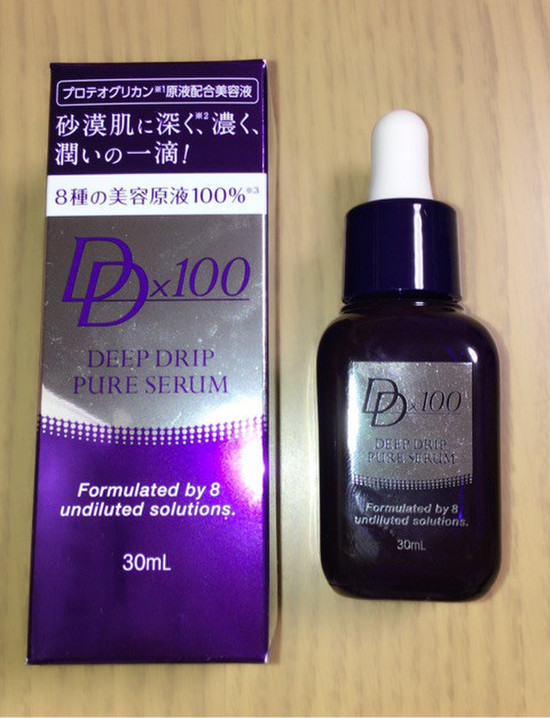 プロテオグリカン※1原液配合美容液
砂漠肌に深く、※2濃く、
潤いの一滴!
8種の美容原液100%※3
DD×100
DEEP DRIP
PURE SERUM
Formulated by 8
undiluted solutions.
30mL
DD×100
DEEP DRIP
PURE SERUM
Formulated by 8
undiluted solutions.
30mL